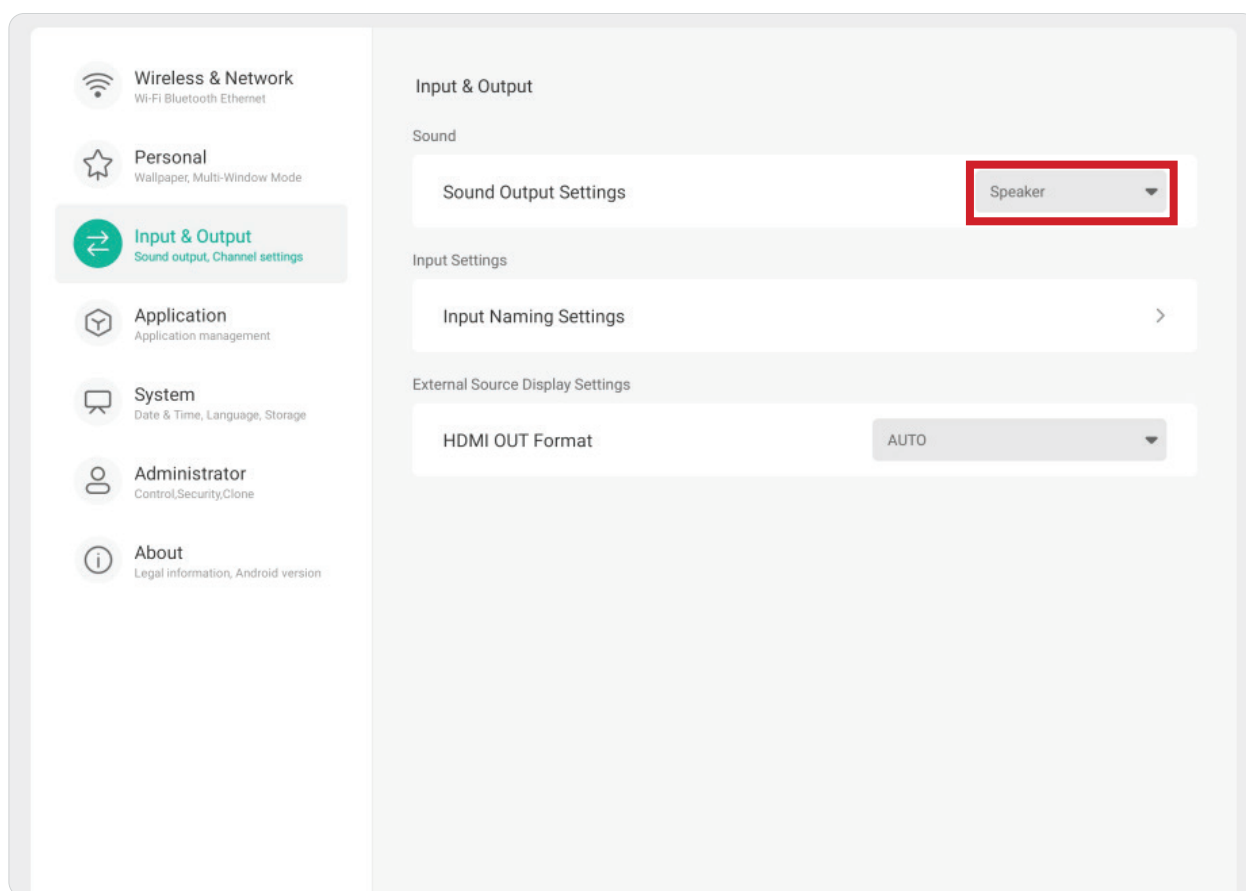 Wireless & Network
Wi-Fi Bluetooth Ethernet
Personal
Wallpaper, Multi-Window Mode
Input & Output
Sound output, Channel settings
Application
Application management
System
Date & Time, Language, Storage
Administrator
Control,Security,Clone
About
Legal information, Android version
Input & Output
Sound
Sound Output Settings
Speaker
Input Settings
Input Naming Settings
External Source Display Settings
HDMI OUT Format
AUTO